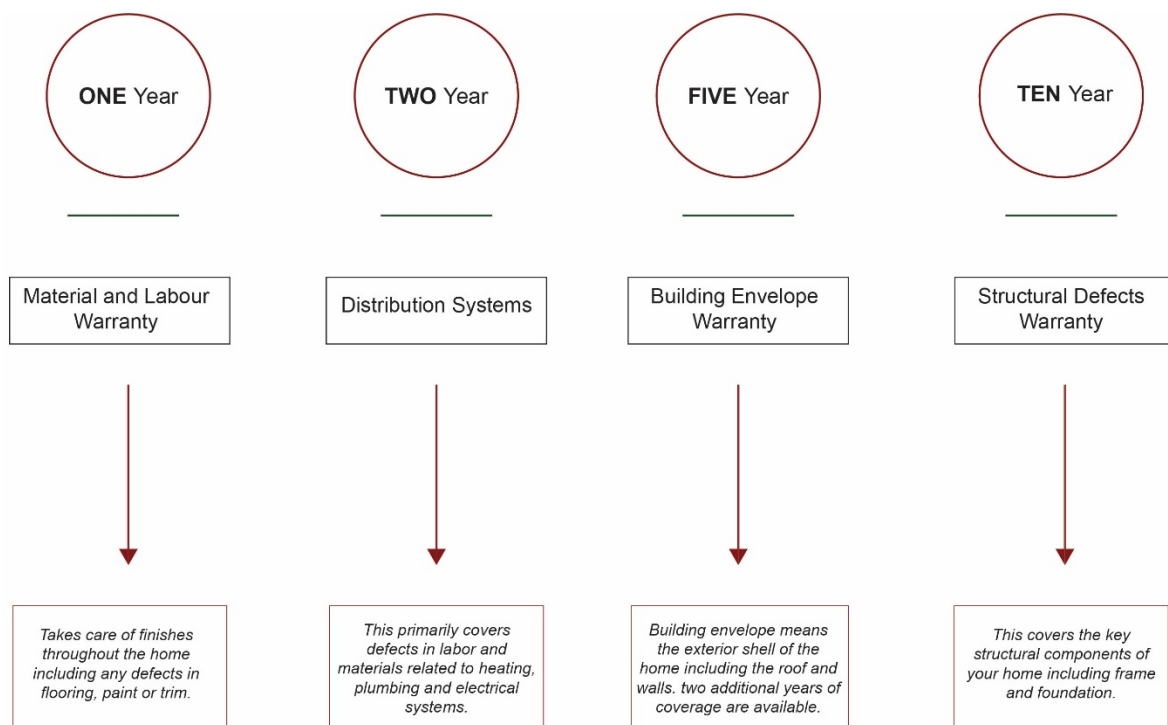 ONE Year
Material and Labour
Warranty
Takes care of finishes
throughout the home
including any defects in
flooring, paint or trim.
TWO Year
Distribution Systems
This primarily covers
defects in labor and
materials related to heating,
plumbing and electrical
systems.
FIVE Year
Building Envelope
Warranty
Building envelope means
the exterior shell of the
home including the roof and
walls. two additional years of
coverage are available.
TEN Year
Structural Defects
Warranty
This covers the key
structural components of
your home including frame
and foundation.